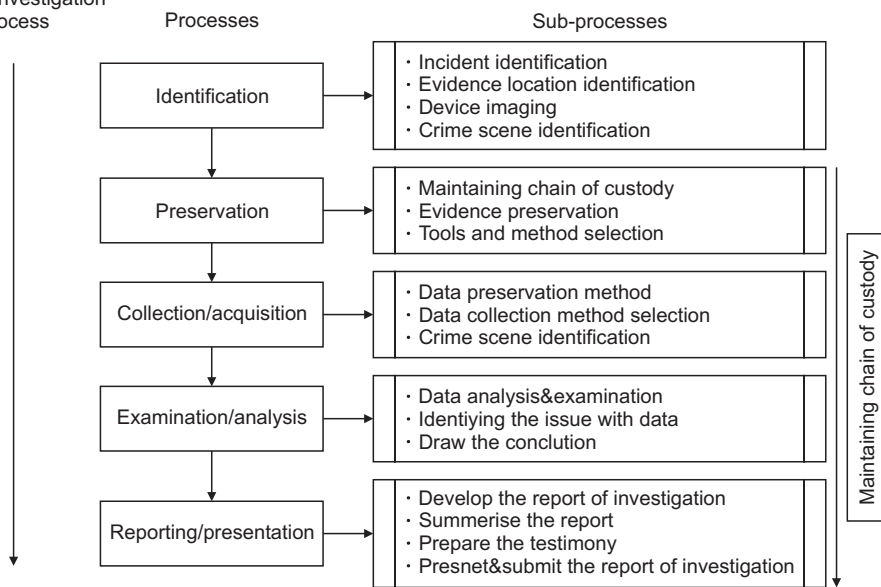 nvestigation
ocess
Processes
Sub-processes
Identification
· Incident identification
· Evidence location identification
· Device imaging
· Crime scene identification
Preservation
· Maintaining chain of custody
· Evidence preservation
· Tools and method selection
Collection/acquisition
· Data preservation method
· Data collection method selection
· Crime scene identification
Examination/analysis
· Data analysis&examination
· Identiying the issue with data
· Draw the conclution
Reporting/presentation
· Develop the report of investigation
· Summerise the report
· Prepare the testimony
· Presnet&submit the report of investigation
Maintaining chain of custody